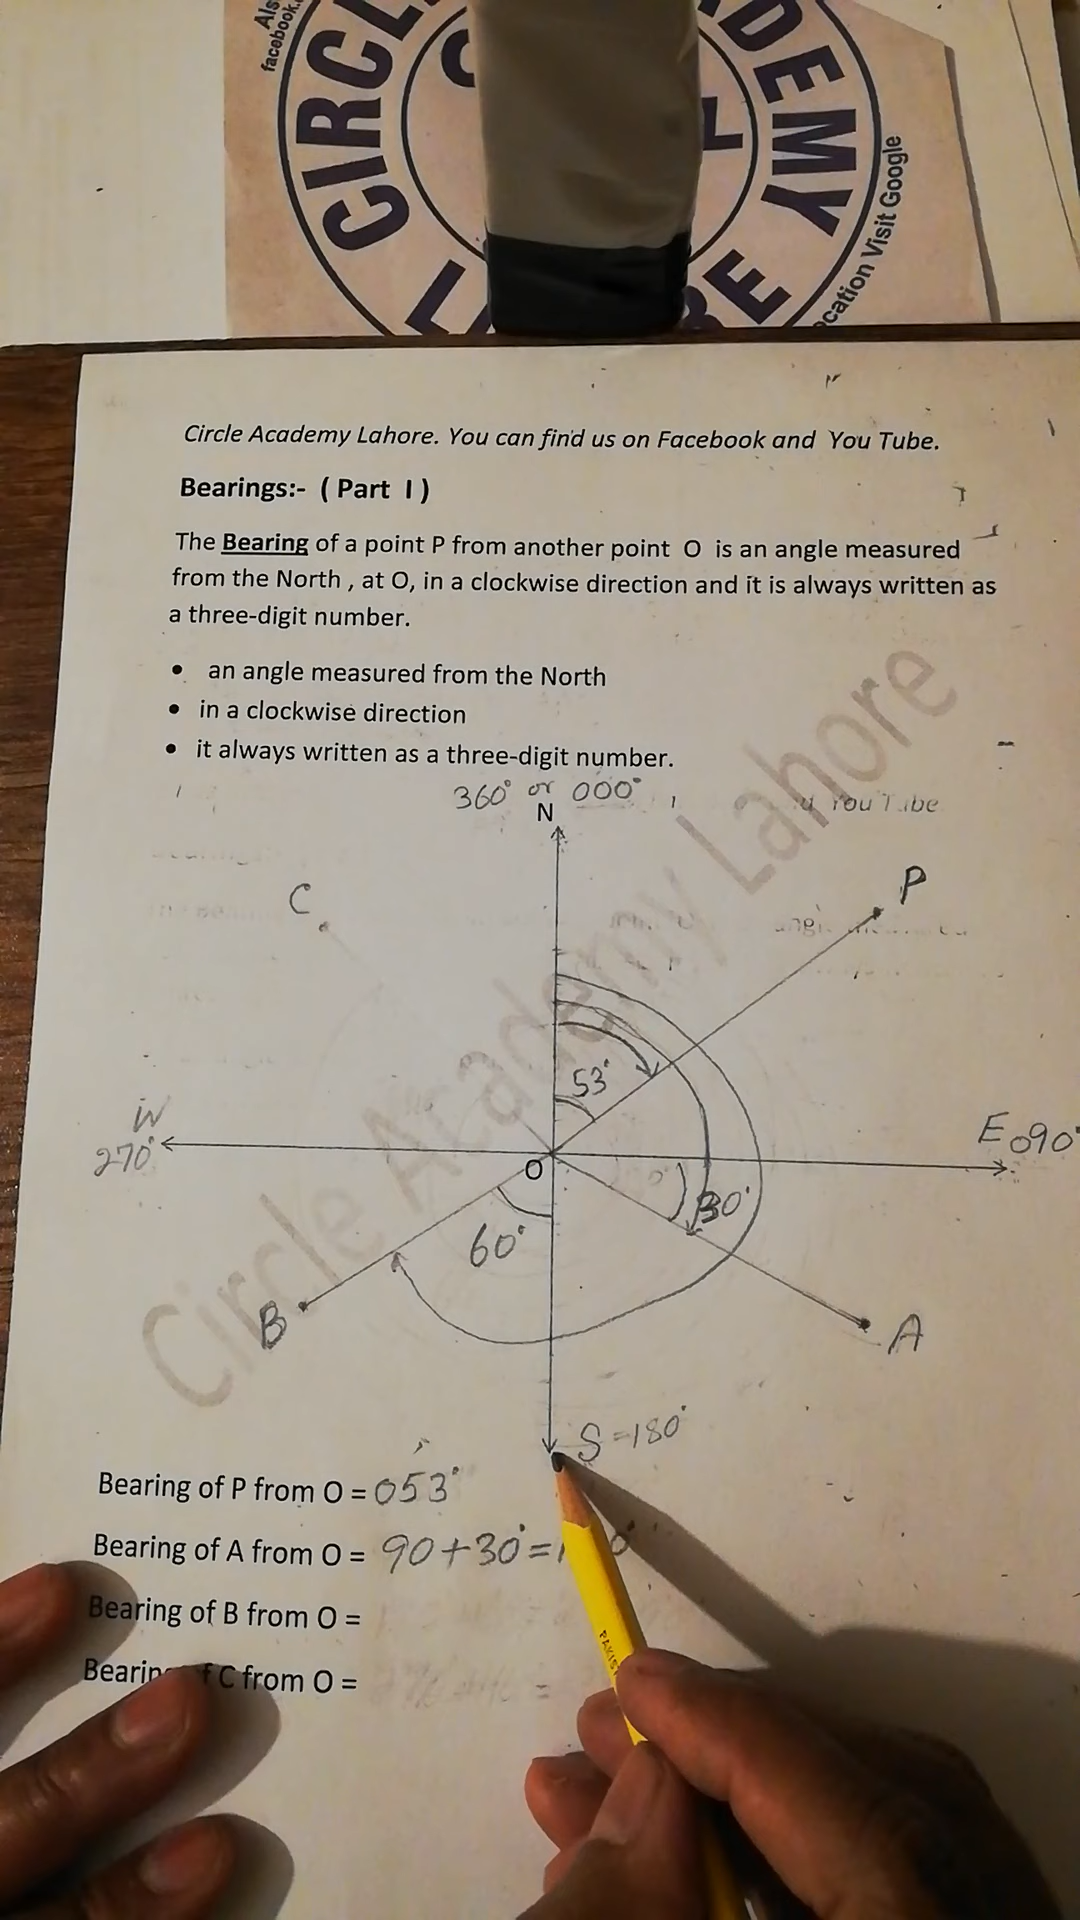 Als
facebook.
CIRCL
DEMY
cation Visit Google
Circle Academy Lahore. You can find us on Facebook and You Tube.
Bearings:- ( Part I )
The Bearing of a point P from another point O is an angle measured
from the North , at O, in a clockwise direction and it is always written as
a three-digit number.
• an angle measured from the North
• in a clockwise direction
• it always written as a three-digit number.
360° or 000°
N
You Tube
C
P
53°
W
270°
E 090°
O
30°
60°
B
A
S=180°
Circle Academy Lahore
Bearing of P from O = 053°
Bearing of A from O = 90+30°=
Bearing of B from O =
C from O =